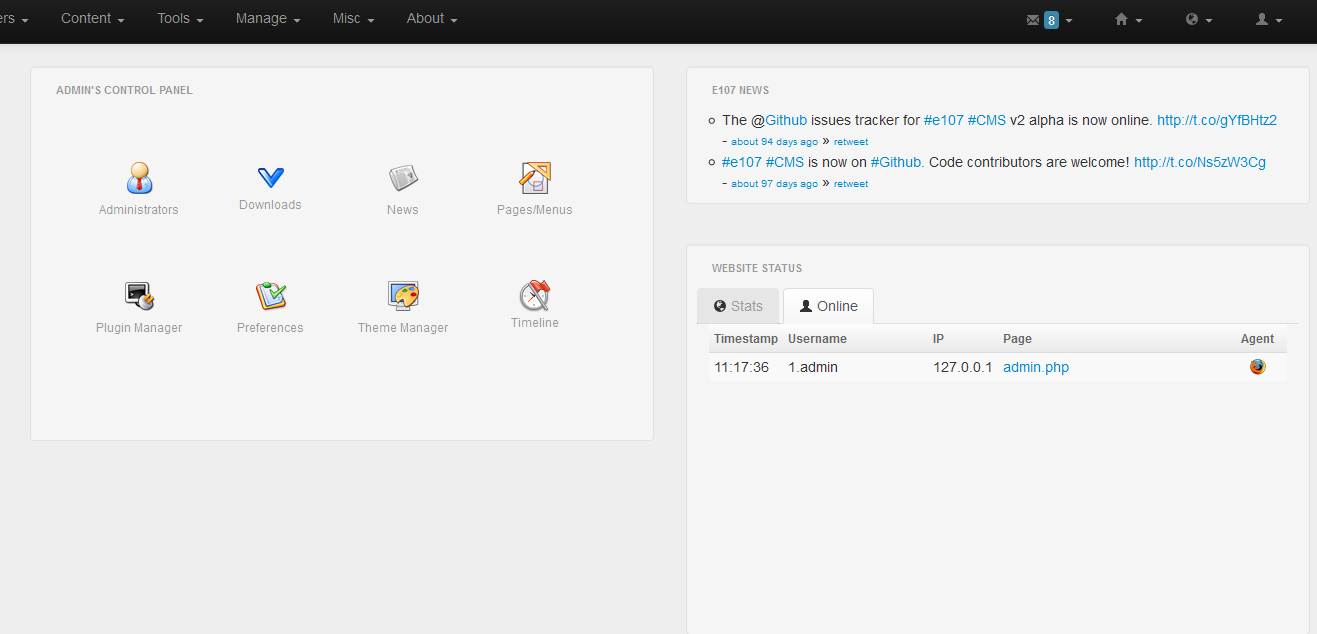 ers Content Tools Manage Misc About 8
ADMIN'S CONTROL PANEL
Administrators Downloads News Pages/Menus
Plugin Manager Preferences Theme Manager Timeline
E107 NEWS
The @Github issues tracker for #e107 #CMS v2 alpha is now online. http://t.co/gYfBHtz2
- about 94 days ago » retweet
#e107 #CMS is now on #Github. Code contributors are welcome! http://t.co/Ns5zW3Cg
- about 97 days ago » retweet
WEBSITE STATUS
Stats Online
Timestamp Username IP Page Agent
11:17:36 1.admin 127.0.0.1 admin.php